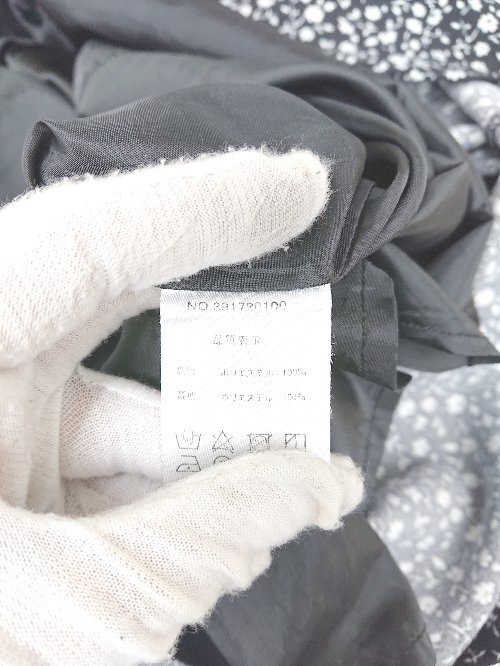 NO.391720100
品質表示
表地 ポリエステル 100%
裏地 ポリエステル 100%